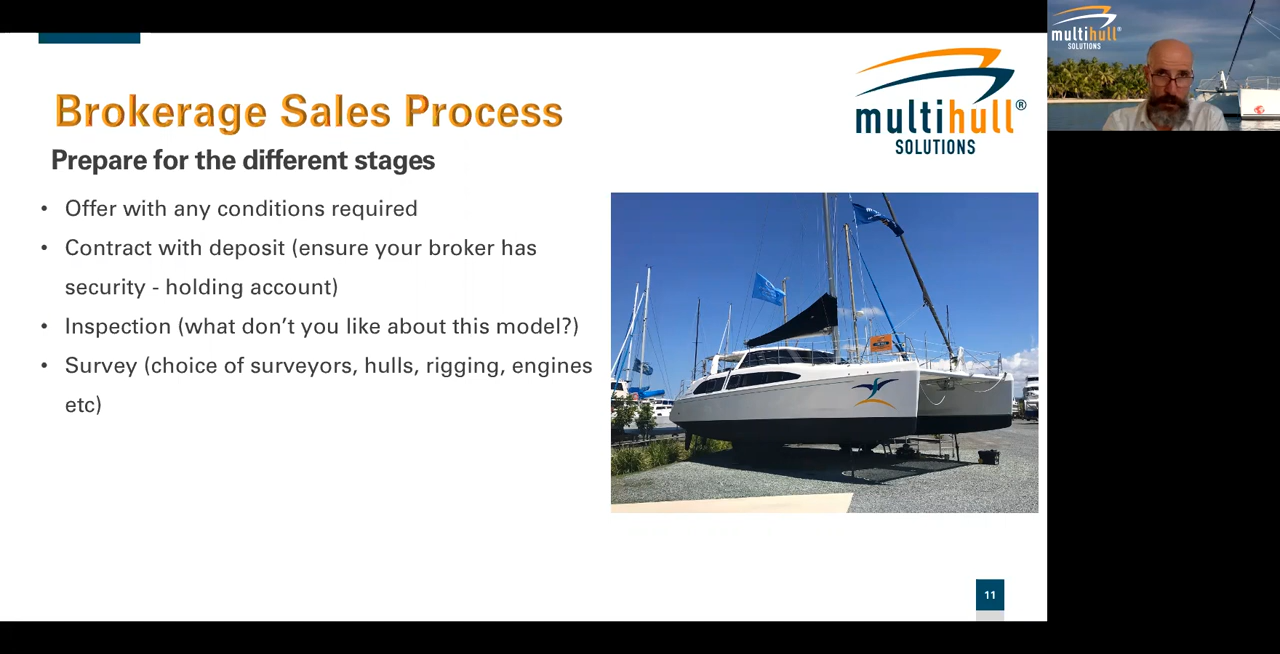 Brokerage Sales Process
Prepare for the different stages
• Offer with any conditions required
• Contract with deposit (ensure your broker has
security - holding account)
• Inspection (what don’t you like about this model?)
• Survey (choice of surveyors, hulls, rigging, engines
etc)
multihull®
SOLUTIONS
11
multihull®
SOLUTIONS